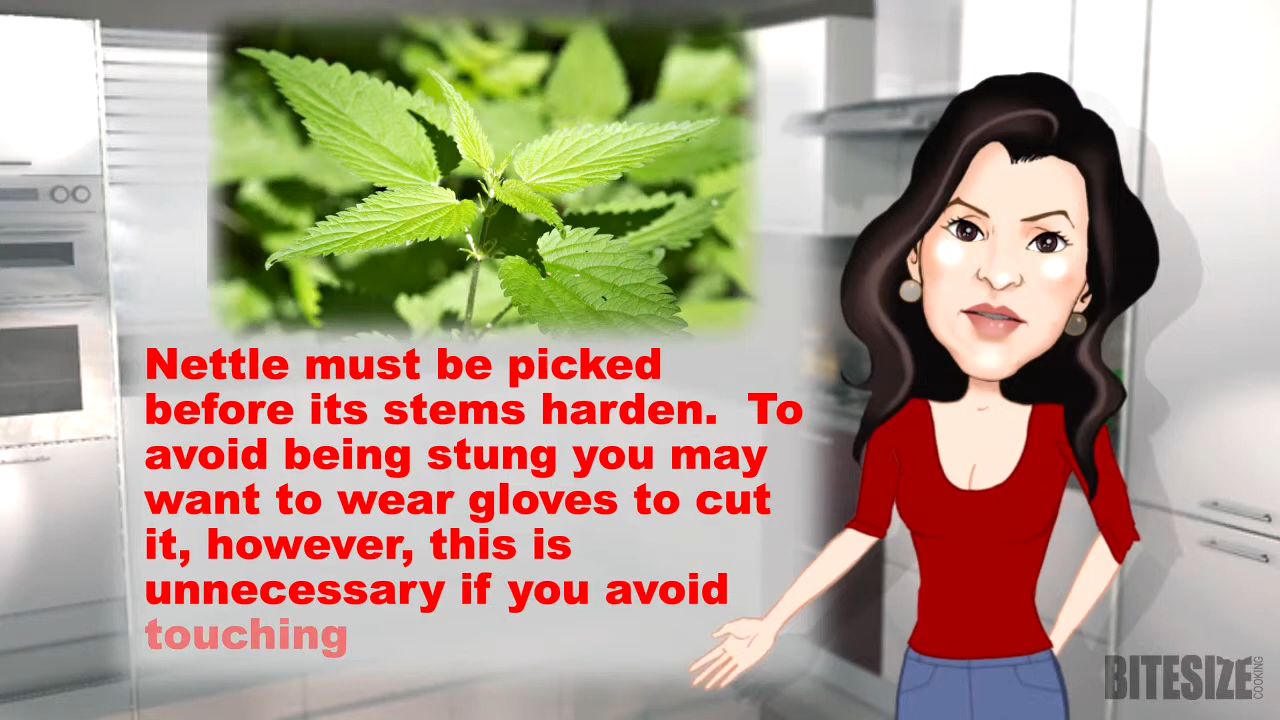 Nettle must be picked
before its stems harden.  To
avoid being stung you may
want to wear gloves to cut
it, however, this is
unnecessary if you avoid
touching
BITESIZE
COOKING